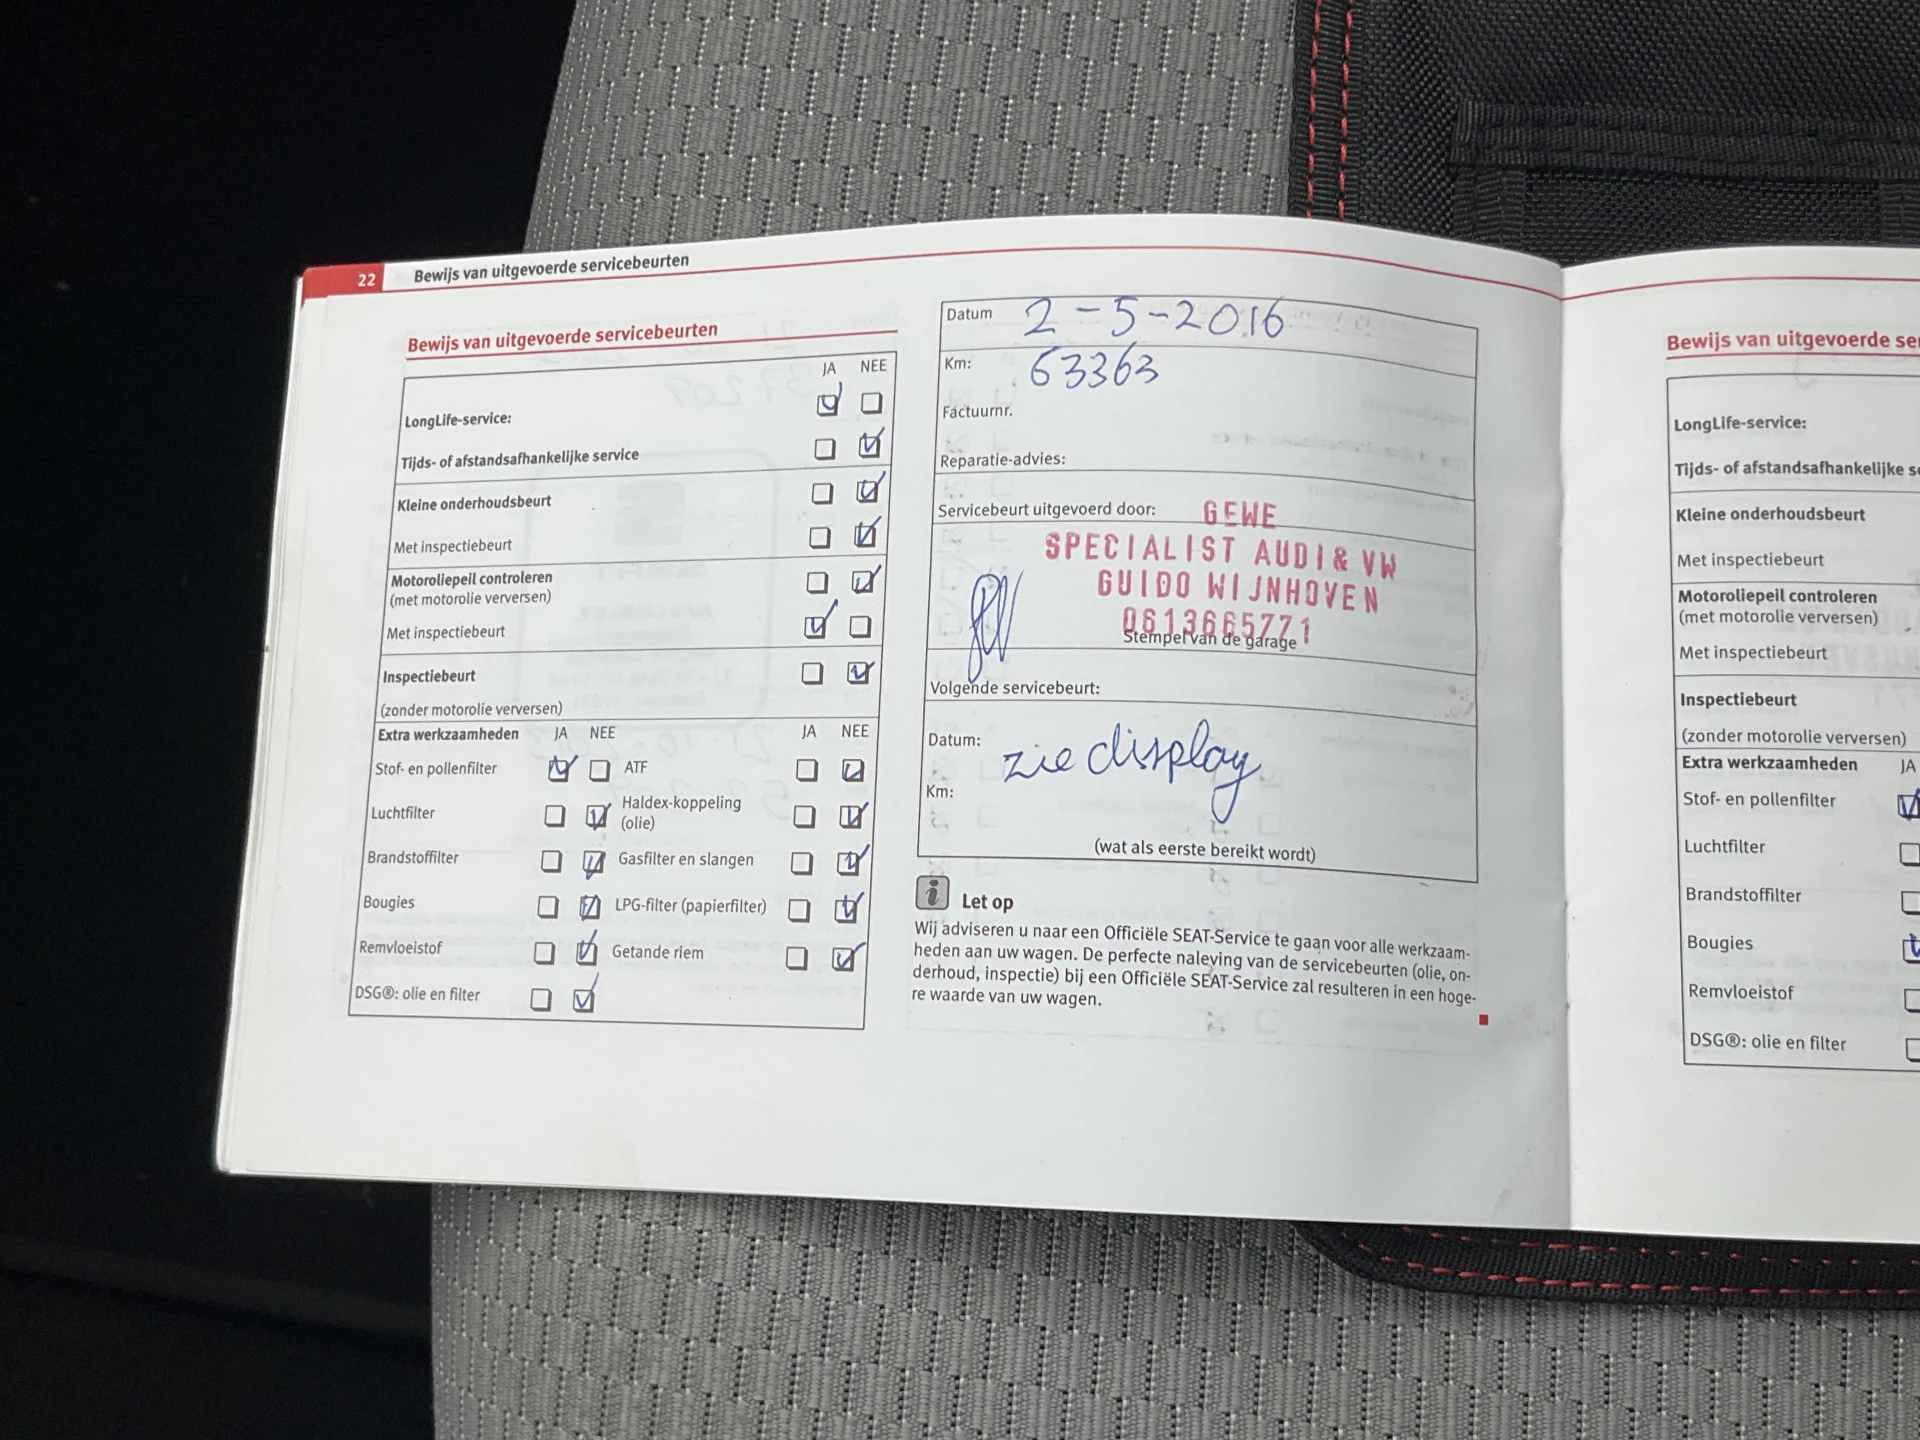 22 Bewijs van uitgevoerde servicebeurten
Bewijs van uitgevoerde servicebeurten
JA NEE
LongLife-service:
Tijds- of afstandsafhankelijke service
Kleine onderhoudsbeurt
Met inspectiebeurt
Motoroliepeil controleren
(met motorolie verversen)
Met inspectiebeurt
Inspectiebeurt
(zonder motorolie verversen)
Extra werkzaamheden JA NEE JA NEE
Stof- en pollenfilter ATF
Luchtfilter Haldex-koppeling
(olie)
Brandstoffilter Gasfilter en slangen
Bougies LPG-filter (papierfilter)
Remvloeistof Getande riem
DSG®: olie en filter
Datum 2-5-2016
Km: 63363
Factuurnr.
Reparatie-advies:
Servicebeurt uitgevoerd door: GEWE
SPECIALIST AUDI & VW
GUIDO WIJNHOVEN
0613665771
Stempel van de garage
Volgende servicebeurt:
Datum: zie display
Km:
(wat als eerste bereikt wordt)
i Let op
Wij adviseren u naar een Officiële SEAT-Service te gaan voor alle werkzaam-
heden aan uw wagen. De perfecte naleving van de servicebeurten (olie, on-
derhoud, inspectie) bij een Officiële SEAT-Service zal resulteren in een hoge-
re waarde van uw wagen.
Bewijs van uitgevoerde se
LongLife-service:
Tijds- of afstandsafhankelijke s
Kleine onderhoudsbeurt
Met inspectiebeurt
Motoroliepeil controleren
(met motorolie verversen)
Met inspectiebeurt
Inspectiebeurt
(zonder motorolie verversen)
Extra werkzaamheden JA
Stof- en pollenfilter
Luchtfilter
Brandstoffilter
Bougies
Remvloeistof
DSG®: olie en filter